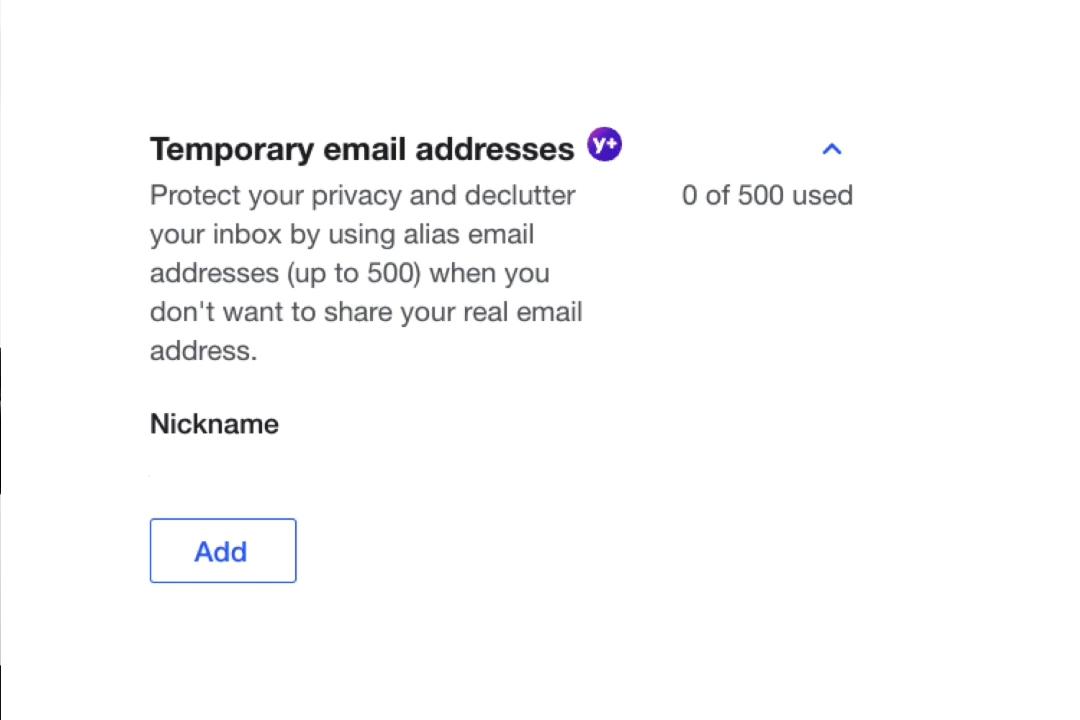 Temporary email addresses y+
0 of 500 used
Protect your privacy and declutter
your inbox by using alias email
addresses (up to 500) when you
don't want to share your real email
address.
Nickname
Add